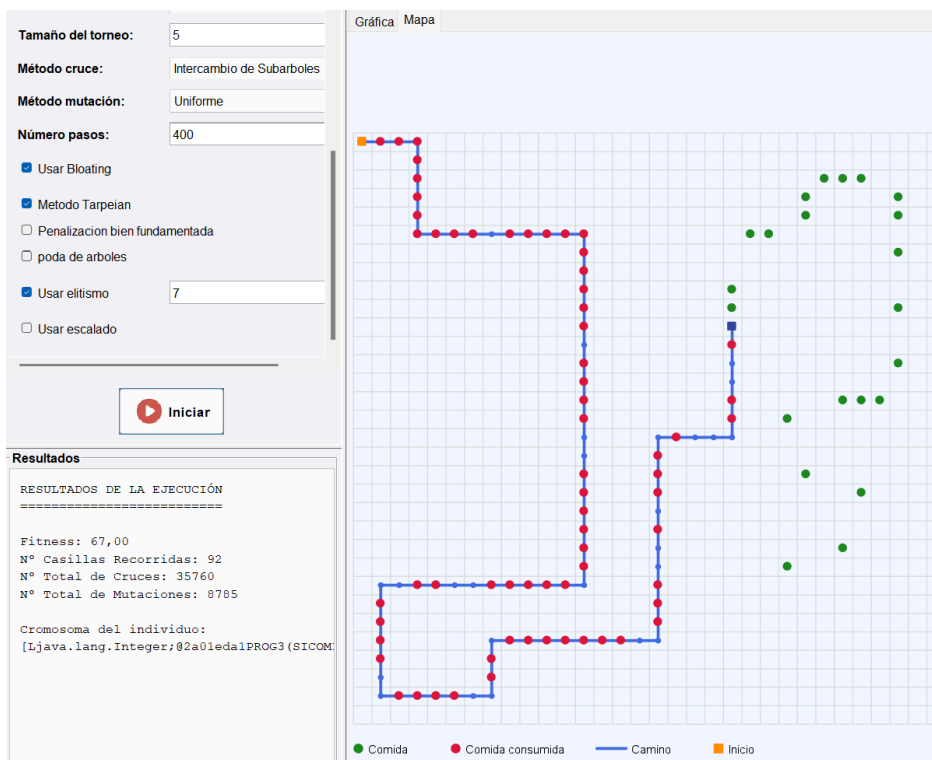 Tamaño del torneo: 5
Método cruce: Intercambio de Subarboles
Método mutación: Uniforme
Número pasos: 400
Usar Bloating
Metodo Tarpeian
Penalizacion bien fundamentada
poda de arboles
Usar elitismo 7
Usar escalado
Iniciar
Resultados
RESULTADOS DE LA EJECUCIÓN
==========================
Fitness: 67,00
Nº Casillas Recorridas: 92
Nº Total de Cruces: 35760
Nº Total de Mutaciones: 8785
Cromosoma del individuo:
[Ljava.lang.Integer;@2a01eda1PROG3(SICOMI
Gráfica Mapa
Comida Comida consumida Camino Inicio